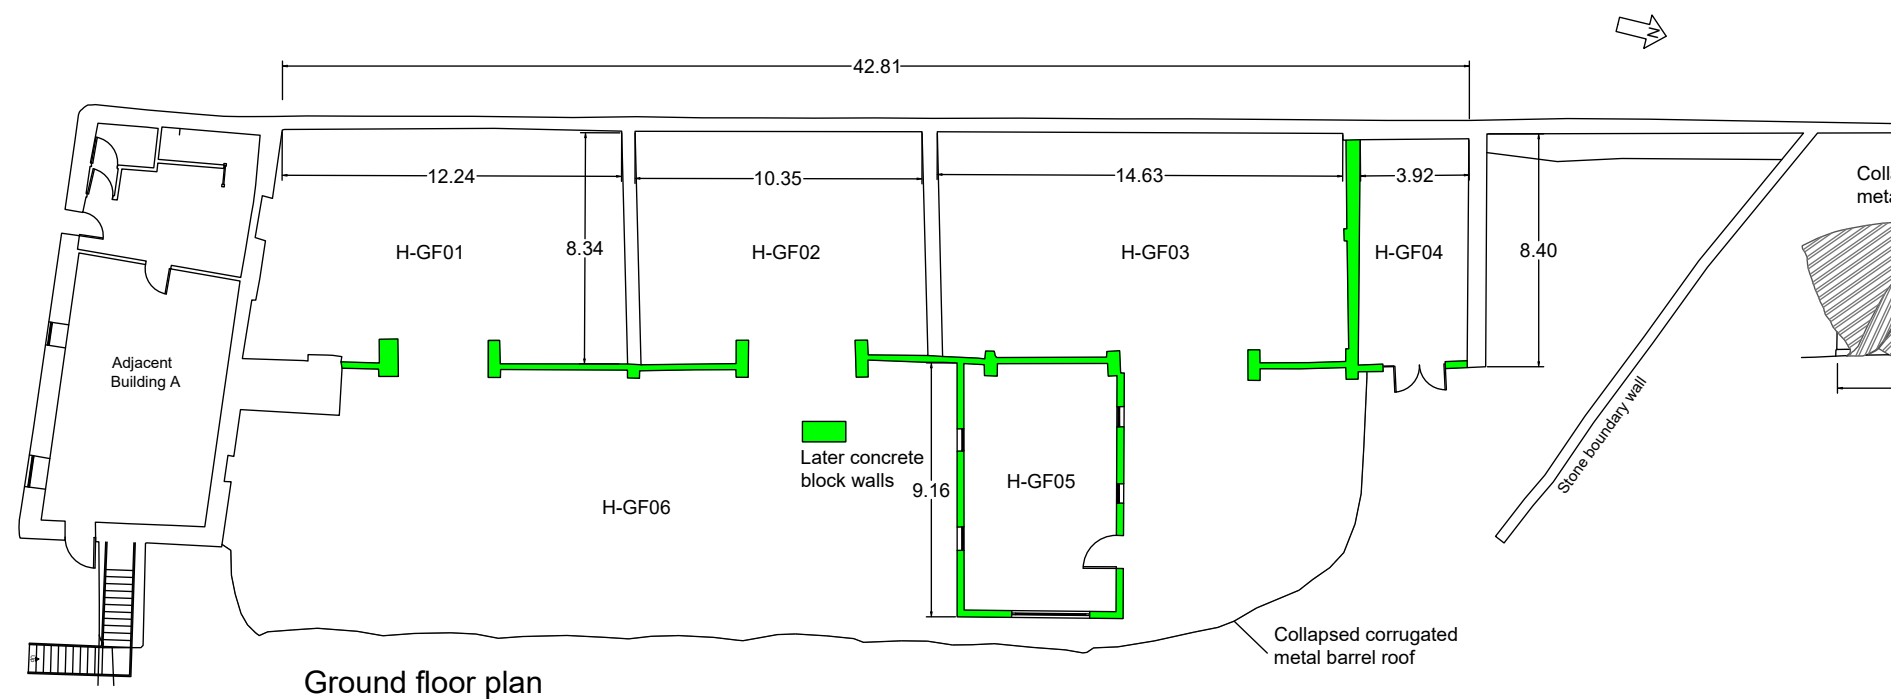 N
42.81
12.24
10.35
14.63
3.92
Coll
meta
H-GF01
8.34
H-GF02
H-GF03
H-GF04
8.40
Adjacent
Building A
Stone boundary wall
Later concrete
block walls
9.16
H-GF05
H-GF06
Collapsed corrugated
metal barrel roof
Ground floor plan